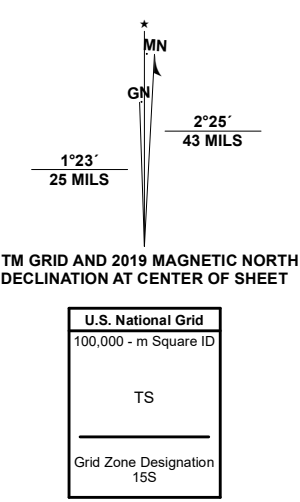 ★
MN
GN
2°25´
43 MILS
1°23´
25 MILS
TM GRID AND 2019 MAGNETIC NORTH
DECLINATION AT CENTER OF SHEET
U.S. National Grid
100,000 - m Square ID
TS
Grid Zone Designation
15S